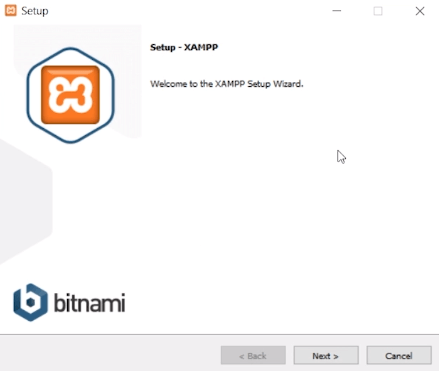 Setup
Setup - XAMPP
Welcome to the XAMPP Setup Wizard.
bitnami
< Back
Next >
Cancel